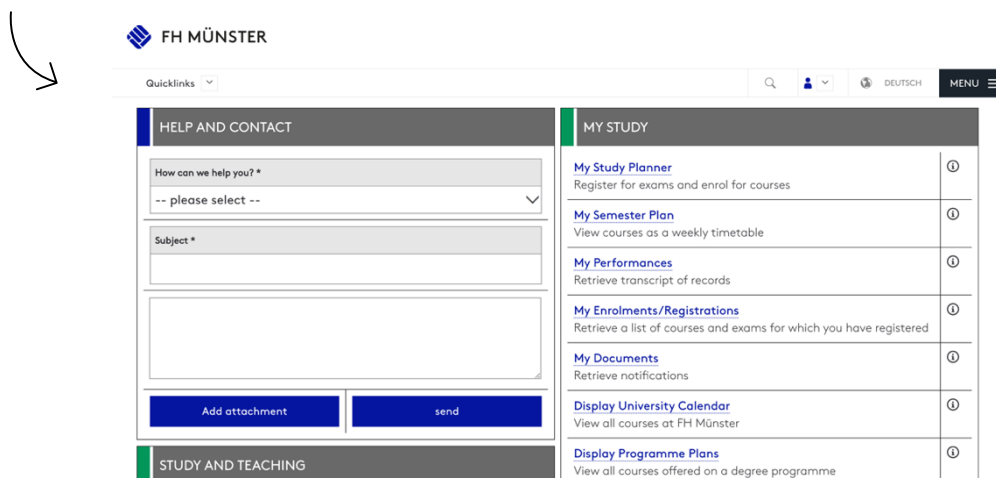 FH MÜNSTER
Quicklinks
DEUTSCH
MENU
HELP AND CONTACT
How can we help you? *
-- please select --
Subject *
Add attachment
send
STUDY AND TEACHING
MY STUDY
My Study Planner
Register for exams and enrol for courses
My Semester Plan
View courses as a weekly timetable
My Performances
Retrieve transcript of records
My Enrolments/Registrations
Retrieve a list of courses and exams for which you have registered
My Documents
Retrieve notifications
Display University Calendar
View all courses at FH Münster
Display Programme Plans
View all courses offered on a degree programme